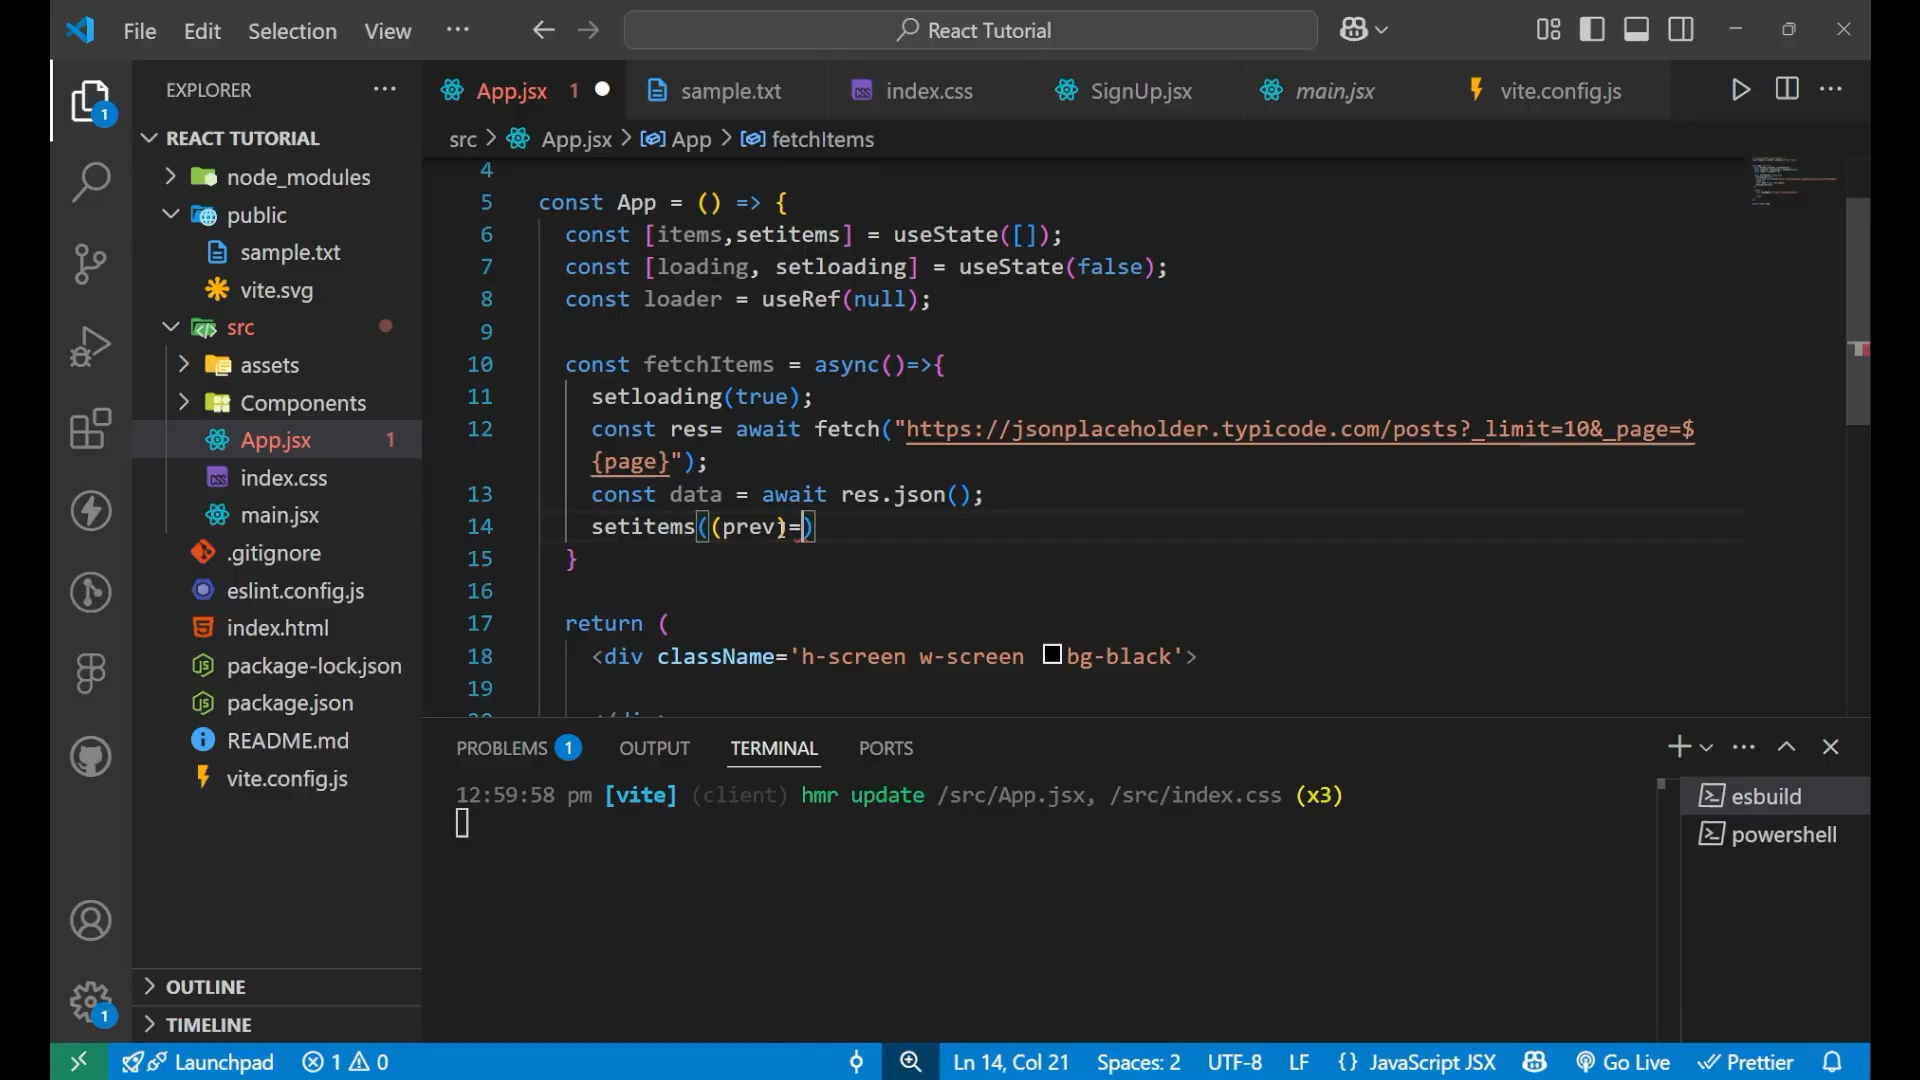 File Edit Selection View ··· React Tutorial
EXPLORER ···
REACT TUTORIAL
node_modules
public
sample.txt
vite.svg
src
assets
Components
App.jsx 1
index.css
main.jsx
.gitignore
eslint.config.js
index.html
package-lock.json
package.json
README.md
vite.config.js
OUTLINE
TIMELINE
1
1
App.jsx 1 sample.txt index.css SignUp.jsx main.jsx vite.config.js
src > App.jsx > App > fetchItems
4
5 const App = () => {
6 const [items,setitems] = useState([]);
7 const [loading, setloading] = useState(false);
8 const loader = useRef(null);
9
10 const fetchItems = async()=>{
11 setloading(true);
12 const res= await fetch("https://jsonplaceholder.typicode.com/posts?_limit=10&_page=$
{page}");
13 const data = await res.json();
14 setitems((prev)=)
15 }
16
17 return (
18 <div className='h-screen w-screen bg-black'>
19
PROBLEMS 1 OUTPUT TERMINAL PORTS
12:59:58 pm [vite] (client) hmr update /src/App.jsx, /src/index.css (x3)
esbuild
powershell
Launchpad 1 0 Ln 14, Col 21 Spaces: 2 UTF-8 LF {} JavaScript JSX Go Live Prettier